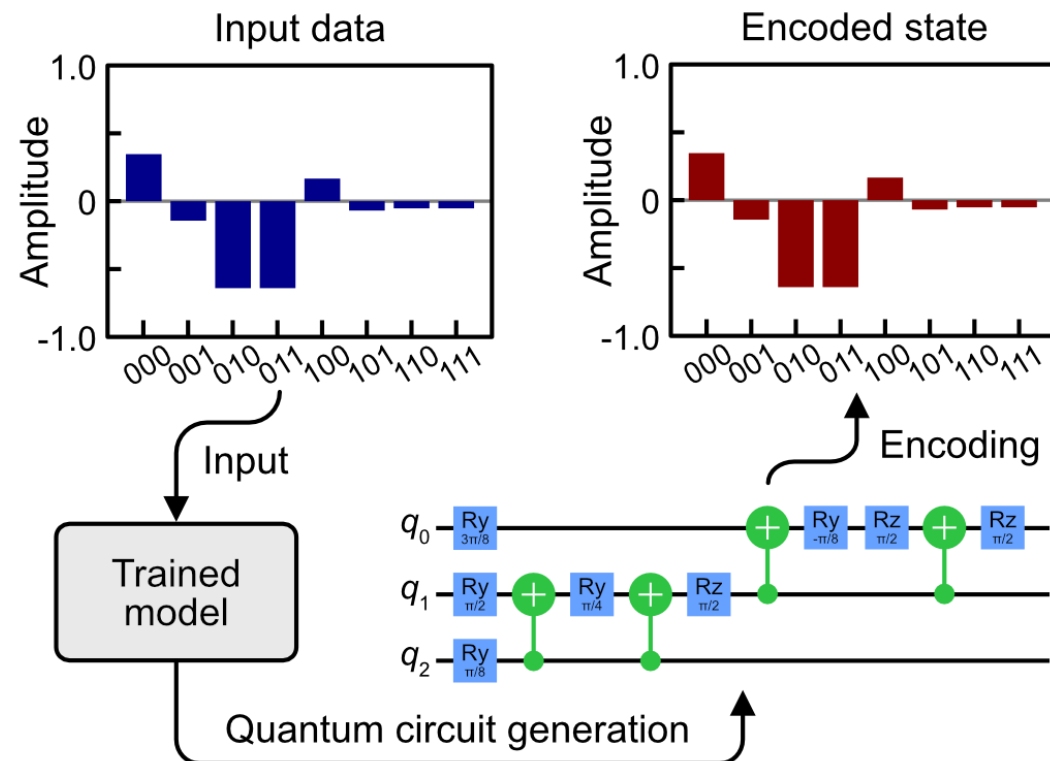 Input data
Encoded state
1.0
0
-1.0
Amplitude
000 001 010 011 100 101 110 111
1.0
0
-1.0
Amplitude
000 001 010 011 100 101 110 111
Input
Encoding
Trained
model
q0 Ry 3π/8 Ry -π/8 Rz π/2 Rz π/2
q1 Ry π/2 Ry π/4 Rz π/2
q2 Ry π/8
Quantum circuit generation